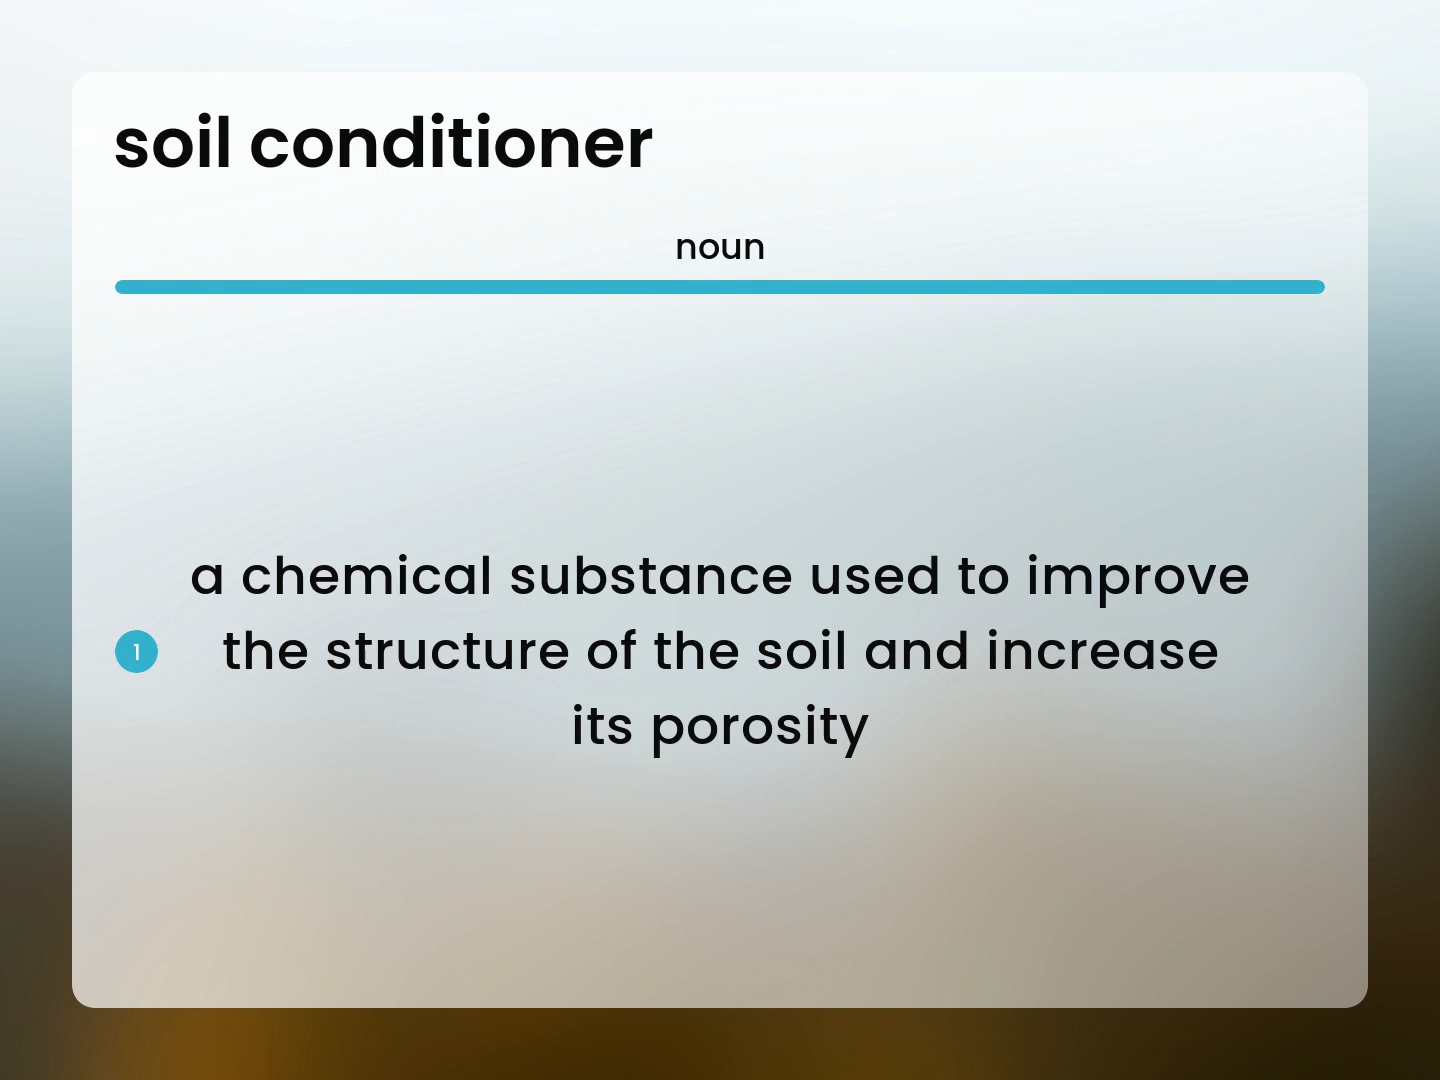 soil conditioner
noun
a chemical substance used to improve
1 the structure of the soil and increase
its porosity